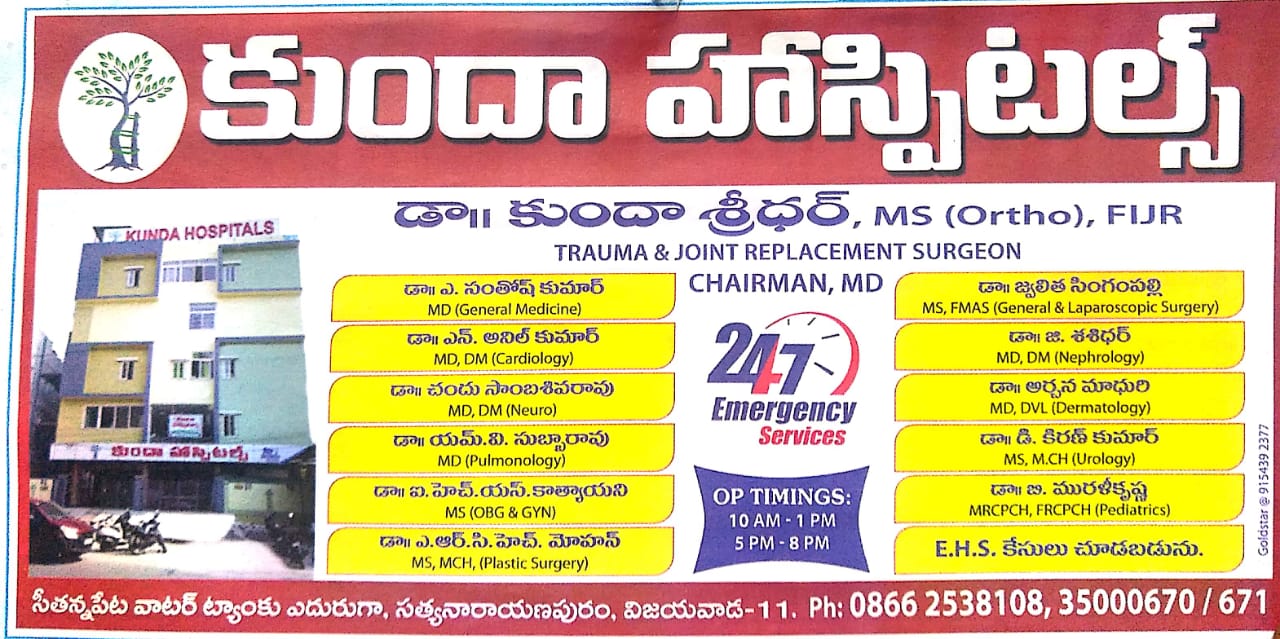 కుందా హాస్పిటల్స్
డా॥ కుందా శ్రీధర్, MS (Ortho), FIJR
TRAUMA & JOINT REPLACEMENT SURGEON
CHAIRMAN, MD
KUNDA HOSPITALS
కుందా హాస్పిటల్స్
డా॥ ఎ. సంతోష్ కుమార్
MD (General Medicine)
డా॥ ఎన్. అనిల్ కుమార్
MD, DM (Cardiology)
డా॥ చందు సాంబశివరావు
MD, DM (Neuro)
డా॥ యమ్.వి. సుబ్బారావు
MD (Pulmonology)
డా॥ ఐ.హెచ్.యస్.కాత్యాయని
MS (OBG & GYN)
డా॥ ఎ.ఆర్.సి.హెచ్. మోహన్
MS, MCH, (Plastic Surgery)
24*7
Emergency
Services
OP TIMINGS:
10 AM - 1 PM
5 PM - 8 PM
డా॥ జ్వలిత సింగంపల్లి
MS, FMAS (General & Laparoscopic Surgery)
డా॥ జి. శశిధర్
MD, DM (Nephrology)
డా॥ అర్చన మాధురి
MD, DVL (Dermatology)
డా॥ డి. కిరణ్ కుమార్
MS, M.CH (Urology)
డా॥ బి. మురళీకృష్ణ
MRCPCH, FRCPCH (Pediatrics)
E.H.S. కేసులు చూడబడును.
Goldstar @ 915439 2377
సీతన్నపేట వాటర్ ట్యాంకు ఎదురుగా, సత్యనారాయణపురం, విజయవాడ-11. Ph: 0866 2538108, 35000670 / 671